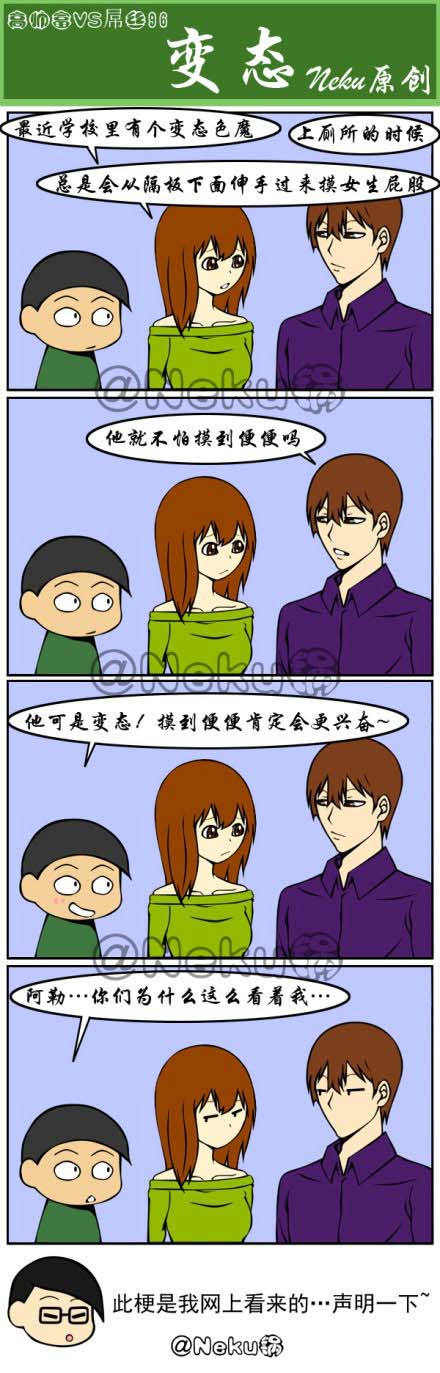 高帅富VS屌丝96
变态 Neku原创
最近学校里有个变态色魔
上厕所的时候
总是会从隔板下面伸手过来摸女生屁股
@Neku锅
他就不怕摸到便便吗
@Neku锅
他可是变态！摸到便便肯定会更兴奋~
@Neku锅
阿勒…你们为什么这么看着我…
此梗是我网上看来的…声明一下~
@Neku锅